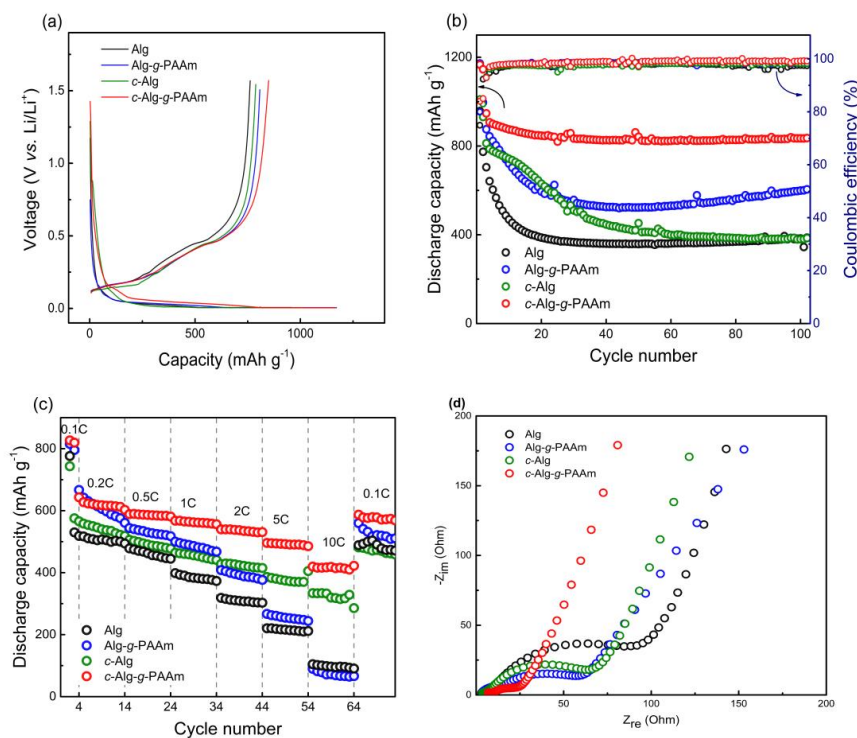 (a)
Alg
Alg-g-PAAm
c-Alg
c-Alg-g-PAAm
Voltage (V vs. Li/Li⁺)
1.5
1.0
0.5
0.0
0 500 1000
Capacity (mAh g⁻¹)
(b)
Discharge capacity (mAh g⁻¹)
1200
800
400
0
100
80
60
40
20
0
Coulombic efficiency (%)
Alg
Alg-g-PAAm
c-Alg
c-Alg-g-PAAm
20 40 60 80 100
Cycle number
(c)
Discharge capacity (mAh g⁻¹)
800
600
400
200
0
0.1C
0.2C
0.5C
1C
2C
5C
10C
0.1C
Alg
Alg-g-PAAm
c-Alg
c-Alg-g-PAAm
4 14 24 34 44 54 64
Cycle number
(d)
-Zim (Ohm)
200
150
100
50
0
Alg
Alg-g-PAAm
c-Alg
c-Alg-g-PAAm
50 100 150 200
Zre (Ohm)